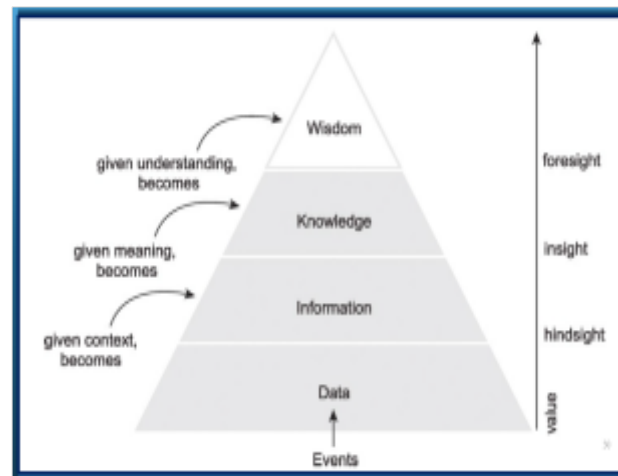 Wisdom
given understanding,
becomes
foresight
Knowledge
given meaning,
becomes
insight
Information
given context,
becomes
hindsight
Data
value
Events